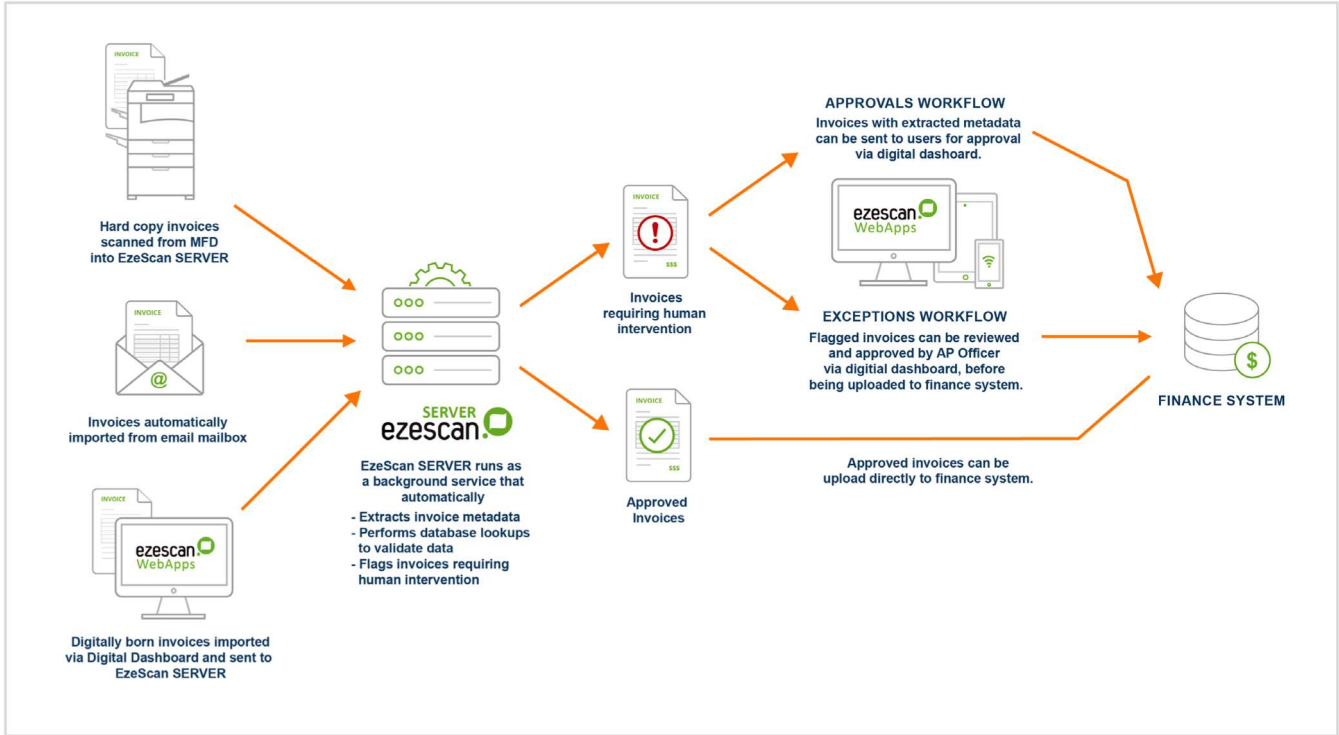 INVOICE
Hard copy invoices
scanned from MFD
into EzeScan SERVER
INVOICE
@
Invoices automatically
imported from email mailbox
INVOICE
ezescan
WebApps
Digitally born invoices imported
via Digital Dashboard and sent to
EzeScan SERVER
SERVER
ezescan
EzeScan SERVER runs as
a background service that
automatically
- Extracts invoice metadata
- Performs database lookups
to validate data
- Flags invoices requiring
human intervention
INVOICE
!
$$$
Invoices
requiring human
intervention
INVOICE
$$$
Approved
Invoices
APPROVALS WORKFLOW
Invoices with extracted metadata
can be sent to users for approval
via digital dashoard.
ezescan
WebApps
EXCEPTIONS WORKFLOW
Flagged invoices can be reviewed
and approved by AP Officer
via digitial dashboard, before
being uploaded to finance system.
Approved invoices can be
upload directly to finance system.
$
FINANCE SYSTEM